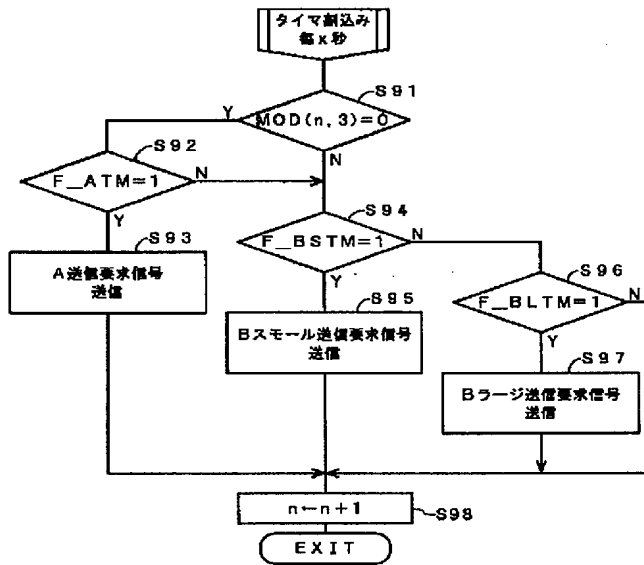 タイマ割込み
毎x秒
S91
Y
MOD(n,3)=0
N
S92
F_ATM=1
N
Y
S93
A送信要求信号
送信
S94
F_BSTM=1
N
Y
S95
Bスモール送信要求信号
送信
S96
F_BLTM=1
N
Y
S97
Bラージ送信要求信号
送信
n←n+1
S98
EXIT